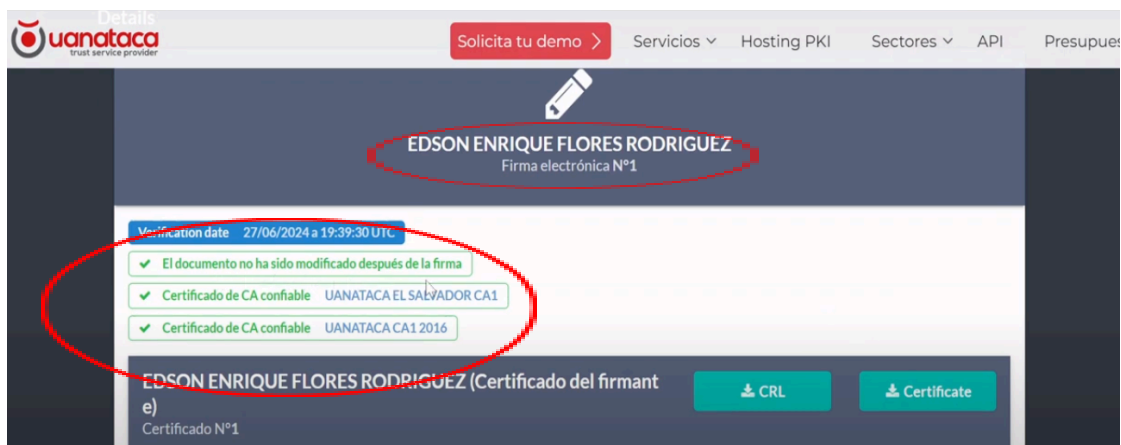 Details
uanataca
trust service provider
Solicita tu demo Servicios Hosting PKI Sectores API Presupues
EDSON ENRIQUE FLORES RODRIGUEZ
Firma electrónica N°1
Verification date 27/06/2024 a 19:39:30 UTC
El documento no ha sido modificado después de la firma
Certificado de CA confiable UANATACA EL SALVADOR CA1
Certificado de CA confiable UANATACA CA1 2016
EDSON ENRIQUE FLORES RODRIGUEZ (Certificado del firmant
e)
Certificado N°1
CRL
Certificate